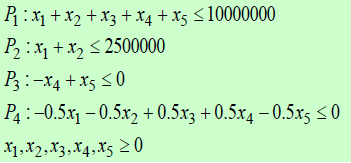 P₁ : x₁ + x₂ + x₃ + x₄ + x₅ ≤ 10000000
P₂ : x₁ + x₂ ≤ 2500000
P₃ : −x₄ + x₅ ≤ 0
P₄ : −0.5x₁ − 0.5x₂ + 0.5x₃ + 0.5x₄ − 0.5x₅ ≤ 0
x₁, x₂, x₃, x₄, x₅ ≥ 0